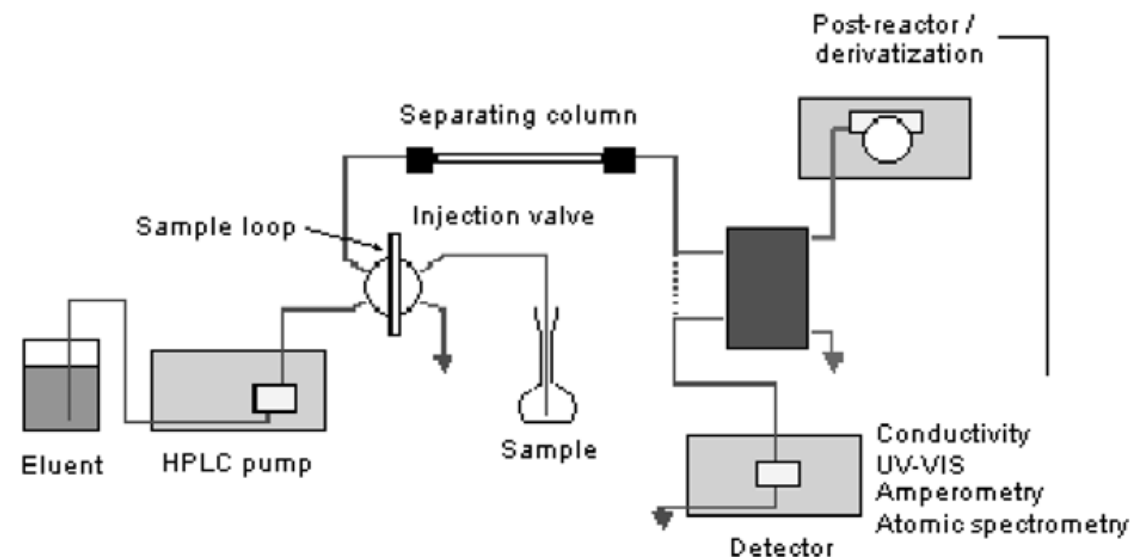 Post-reactor /
derivatization
Separating column
Injection valve
Sample loop
Eluent
HPLC pump
Sample
Conductivity
UV-VIS
Amperometry
Atomic spectrometry
Detector